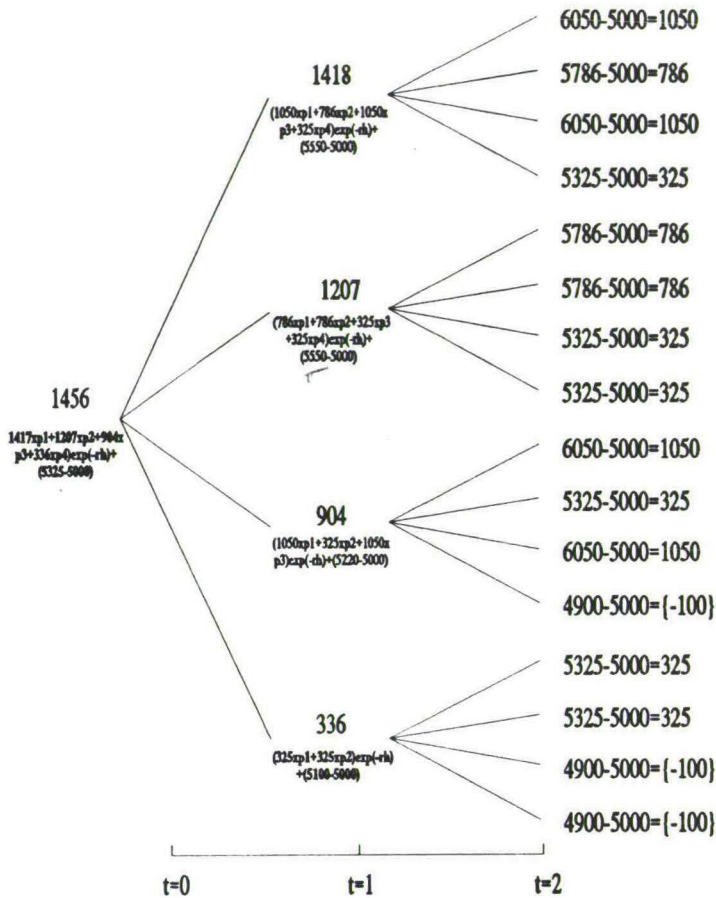 6050-5000=1050
5786-5000=786
6050-5000=1050
5325-5000=325
1418
(1050xp1+786xp2+1050x
p3+325xp4)exp(-rh)+
(5550-5000)
5786-5000=786
5786-5000=786
5325-5000=325
5325-5000=325
1207
(786xp1+786xp2+325xp3
+325xp4)exp(-rh)+
(5550-5000)
1456
1417xp1+1207xp2+904x
p3+336xp4)exp(-rh)+
(5325-5000)
6050-5000=1050
5325-5000=325
6050-5000=1050
4900-5000={-100}
904
(1050xp1+325xp2+1050x
p3)exp(-rh)+(5220-5000)
5325-5000=325
5325-5000=325
4900-5000={-100}
4900-5000={-100}
336
(325xp1+325xp2)exp(-rh)
+(5100-5000)
t=0
t=1
t=2